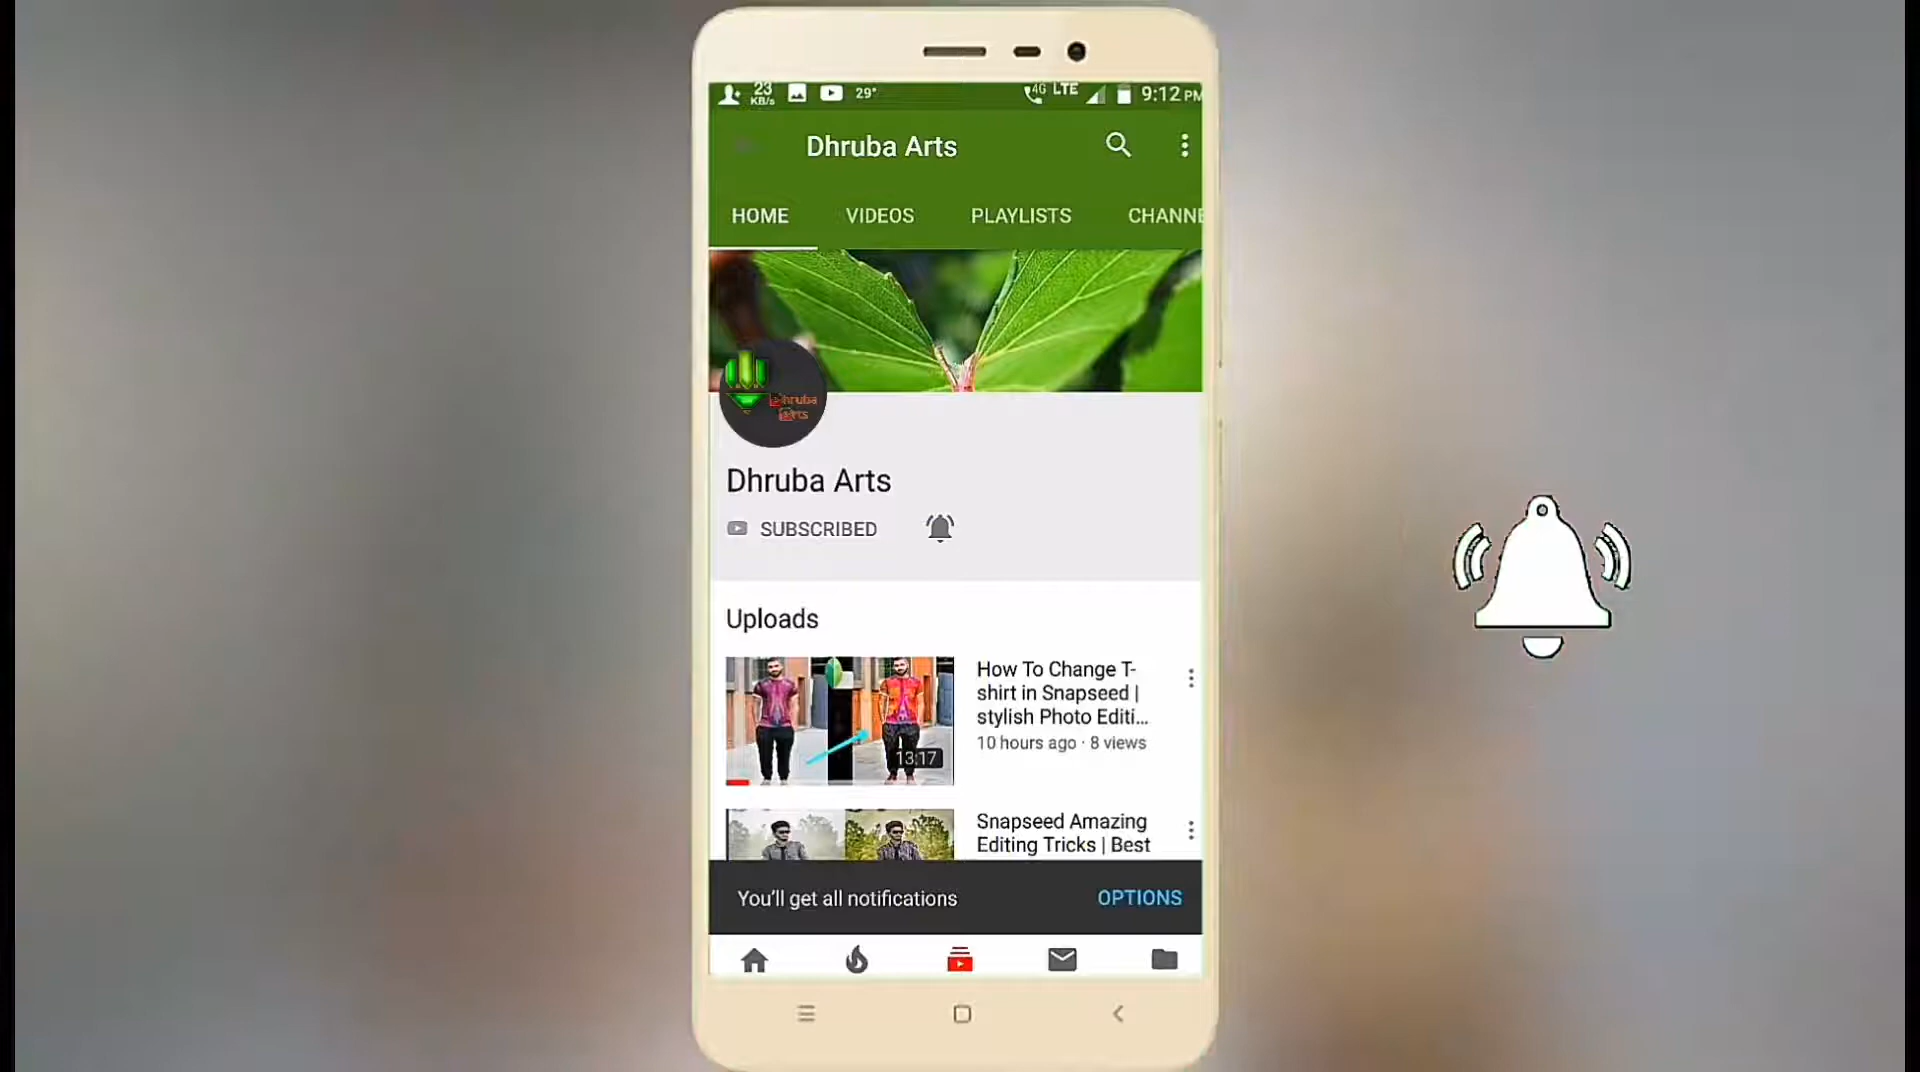 23
KB/s
29°
4G LTE
9:12 PM
Dhruba Arts
HOME
VIDEOS
PLAYLISTS
CHANNE
Dhruba
Arts
Dhruba Arts
SUBSCRIBED
Uploads
How To Change T-
shirt in Snapseed |
stylish Photo Editi...
10 hours ago · 8 views
13:17
Snapseed Amazing
Editing Tricks | Best
You'll get all notifications
OPTIONS